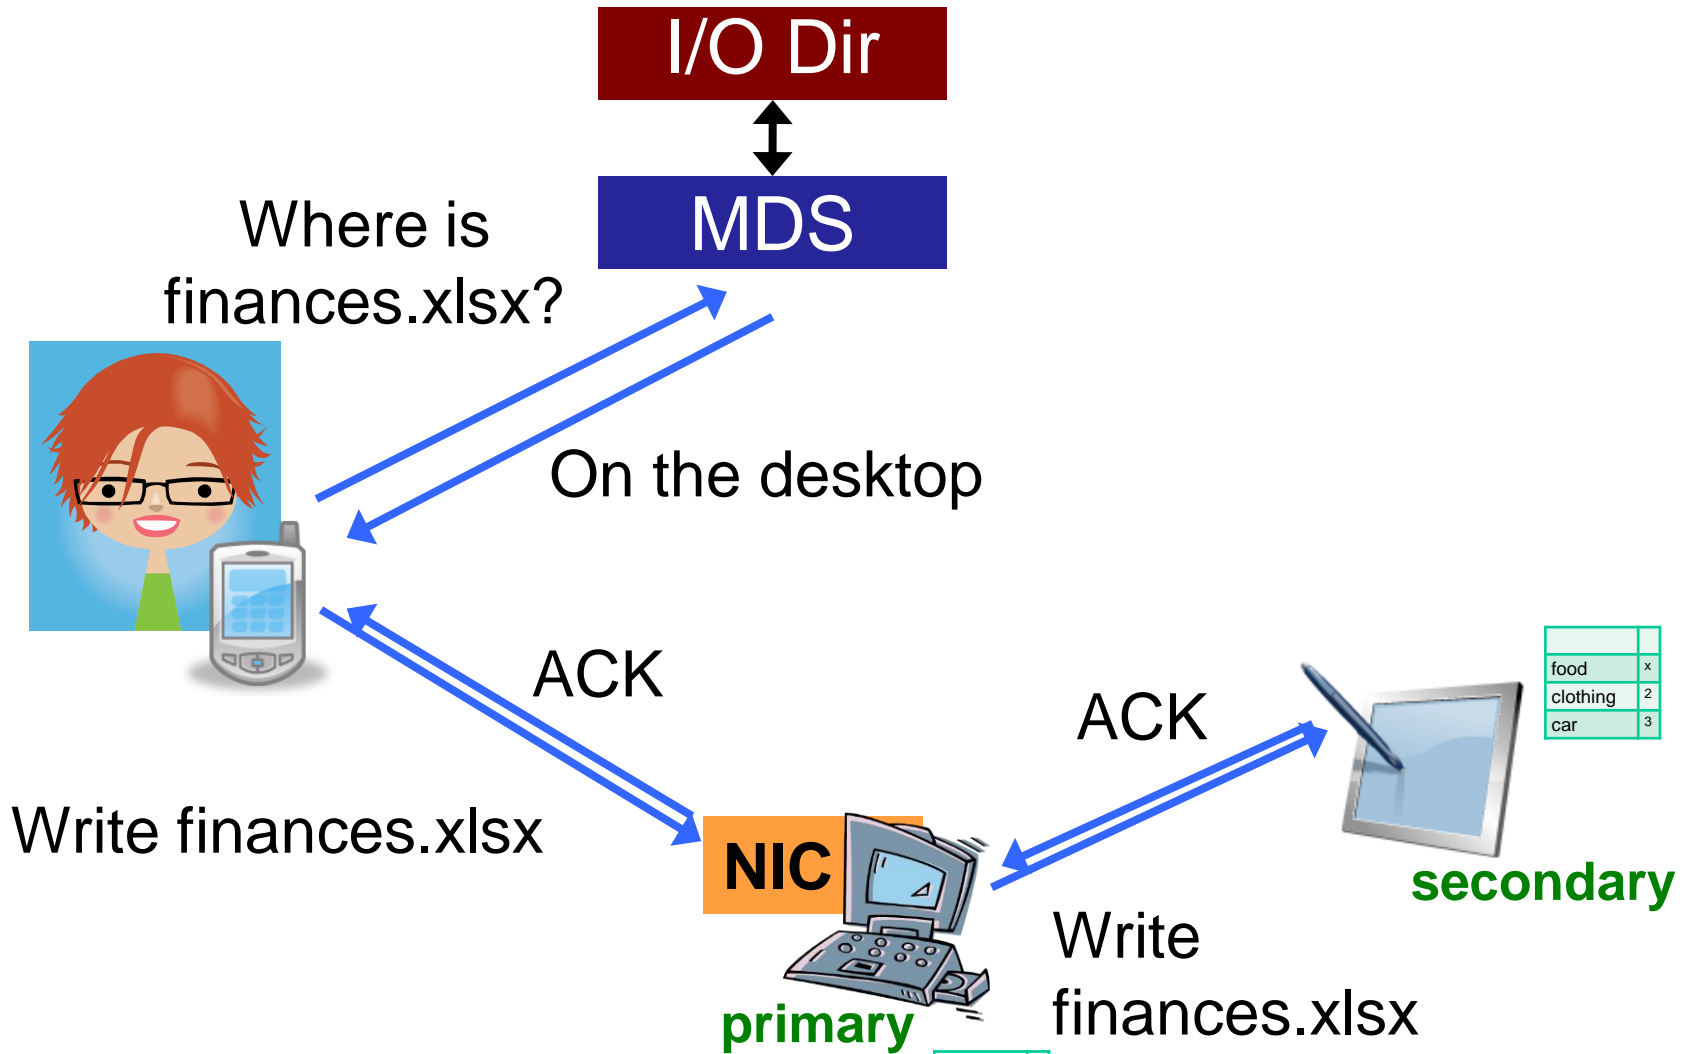 I/O Dir
MDS
Where is
finances.xlsx?
On the desktop
ACK
Write finances.xlsx
NIC
primary
ACK
Write
finances.xlsx
food x
clothing 2
car 3
secondary